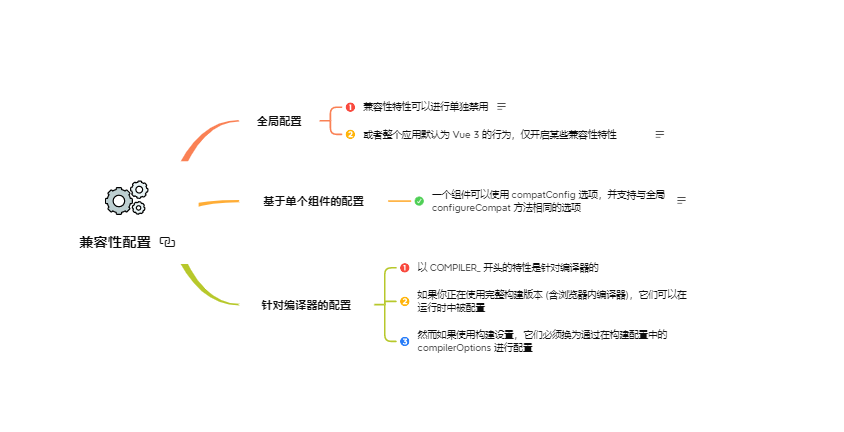 兼容性配置
全局配置
1 兼容性特性可以进行单独禁用
2 或者整个应用默认为 Vue 3 的行为，仅开启某些兼容性特性
基于单个组件的配置
一个组件可以使用 compatConfig 选项，并支持与全局
configureCompat 方法相同的选项
针对编译器的配置
1 以 COMPILER_ 开头的特性是针对编译器的
2 如果你正在使用完整构建版本 (含浏览器内编译器)，它们可以在
运行时中被配置
3 然而如果使用构建设置，它们必须换为通过在构建配置中的
compilerOptions 进行配置